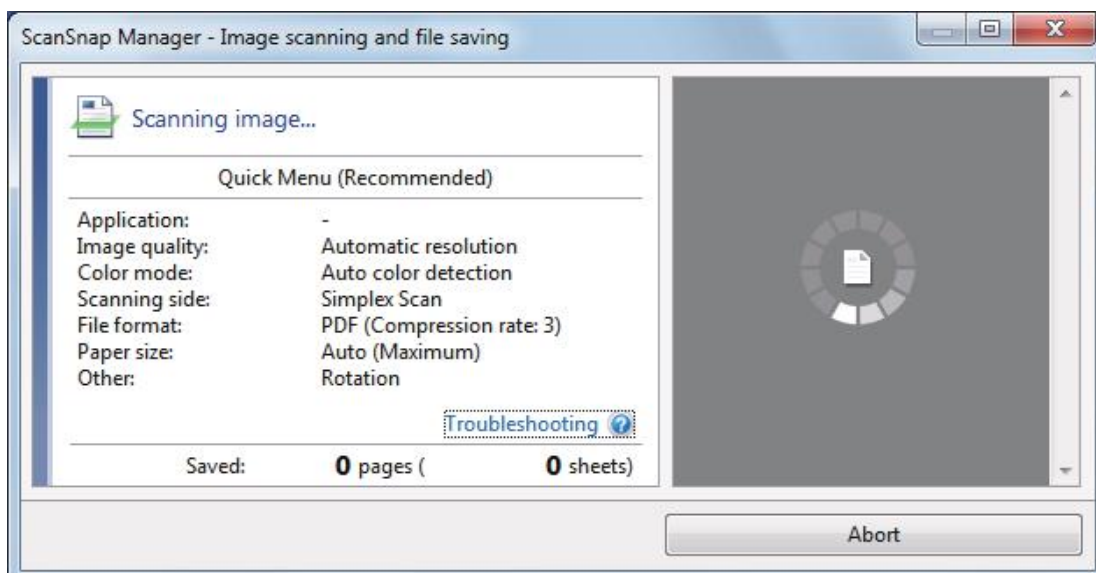 ScanSnap Manager - Image scanning and file saving
Scanning image...
Quick Menu (Recommended)
Application: -
Image quality: Automatic resolution
Color mode: Auto color detection
Scanning side: Simplex Scan
File format: PDF (Compression rate: 3)
Paper size: Auto (Maximum)
Other: Rotation
Troubleshooting ?
Saved: 0 pages ( 0 sheets)
Abort